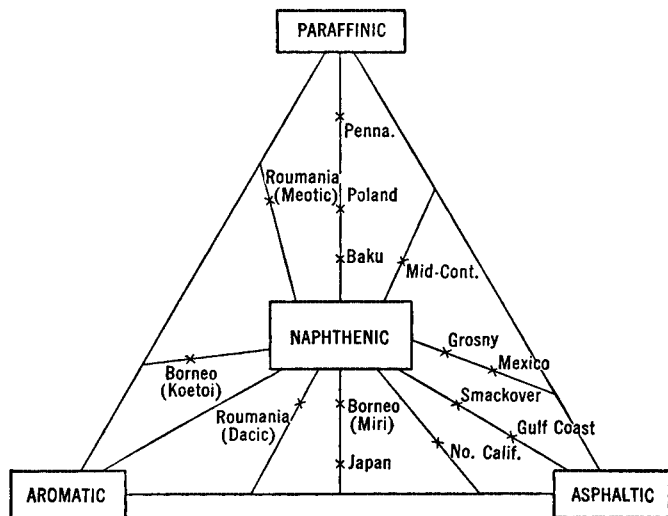 PARAFFINIC
Penna.
Roumania
(Meotic)
Poland
Baku
Mid-Cont.
NAPHTHENIC
Grosny
Mexico
Borneo
(Koetoi)
Roumania
(Dacic)
Borneo
(Miri)
Smackover
Gulf Coast
No. Calif.
Japan
AROMATIC
ASPHALTIC